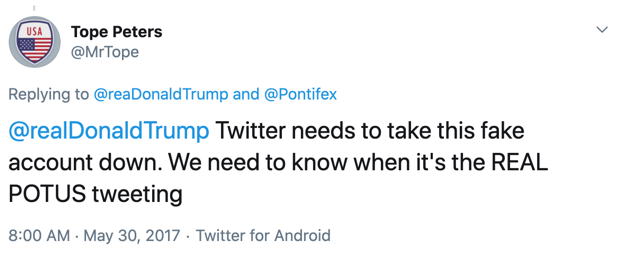 USA
Tope Peters
@MrTope
Replying to @reaDonaldTrump and @Pontifex
@realDonaldTrump Twitter needs to take this fake
account down. We need to know when it's the REAL
POTUS tweeting
8:00 AM · May 30, 2017 · Twitter for Android